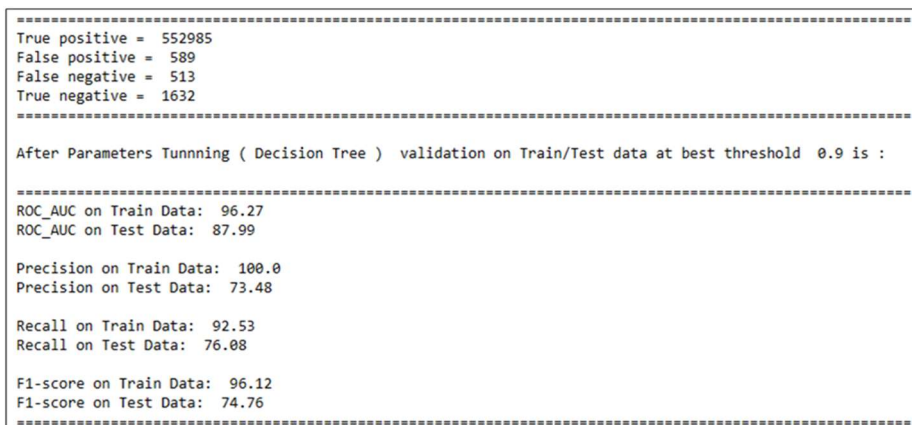 ================================================================================
True positive =  552985
False positive =  589
False negative =  513
True negative =  1632
================================================================================
After Parameters Tunnning ( Decision Tree )  validation on Train/Test data at best threshold  0.9 is :
================================================================================
ROC_AUC on Train Data:  96.27
ROC_AUC on Test Data:  87.99
Precision on Train Data:  100.0
Precision on Test Data:  73.48
Recall on Train Data:  92.53
Recall on Test Data:  76.08
F1-score on Train Data:  96.12
F1-score on Test Data:  74.76
================================================================================